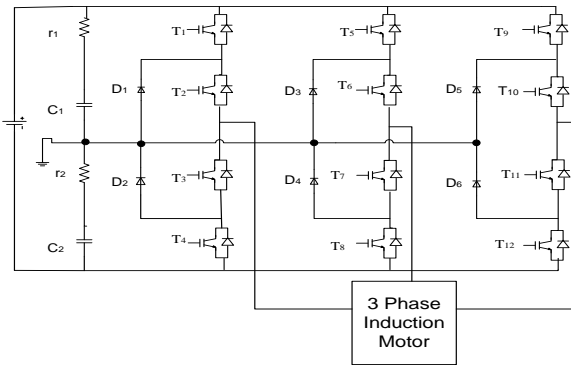 r1
T1
T5
T9
C1
D1
T2
D3
T6
D5
T10
r2
D2
T3
D4
T7
D6
T11
C2
T4
T8
T12
3 Phase
Induction
Motor